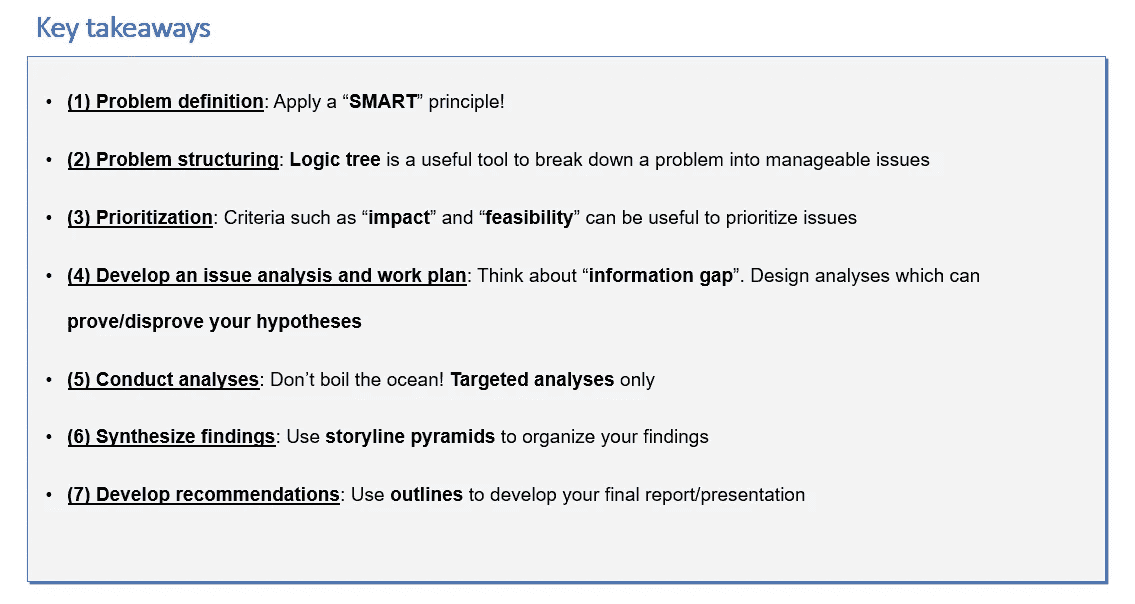 Key takeaways
• (1) Problem definition: Apply a “SMART” principle!
• (2) Problem structuring: Logic tree is a useful tool to break down a problem into manageable issues
• (3) Prioritization: Criteria such as “impact” and “feasibility” can be useful to prioritize issues
• (4) Develop an issue analysis and work plan: Think about “information gap”. Design analyses which can
prove/disprove your hypotheses
• (5) Conduct analyses: Don’t boil the ocean! Targeted analyses only
• (6) Synthesize findings: Use storyline pyramids to organize your findings
• (7) Develop recommendations: Use outlines to develop your final report/presentation